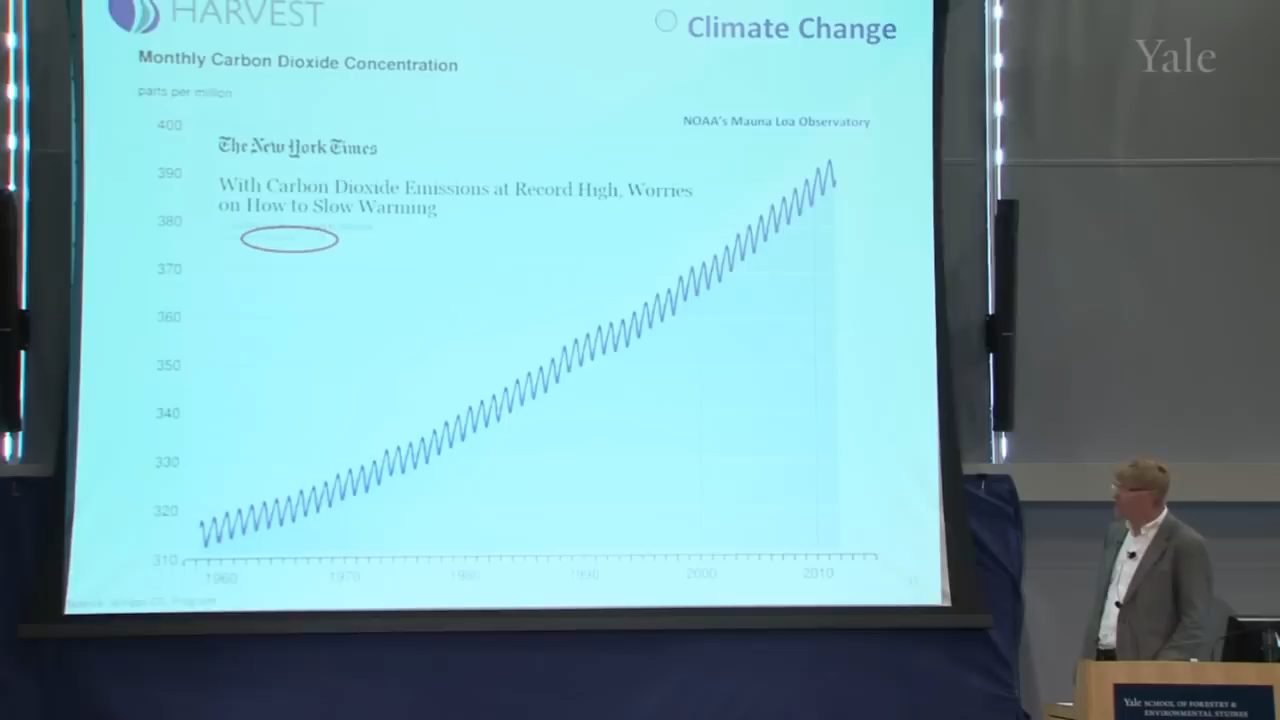 HARVEST
Climate Change
Yale
Monthly Carbon Dioxide Concentration
parts per million
NOAA's Mauna Loa Observatory
400
The New York Times
390
With Carbon Dioxide Emissions at Record High, Worries
on How to Slow Warming
380
370
360
350
340
330
320
310
1960 1970 1980 1990 2000 2010
Yale SCHOOL OF FORESTRY &
ENVIRONMENTAL STUDIES